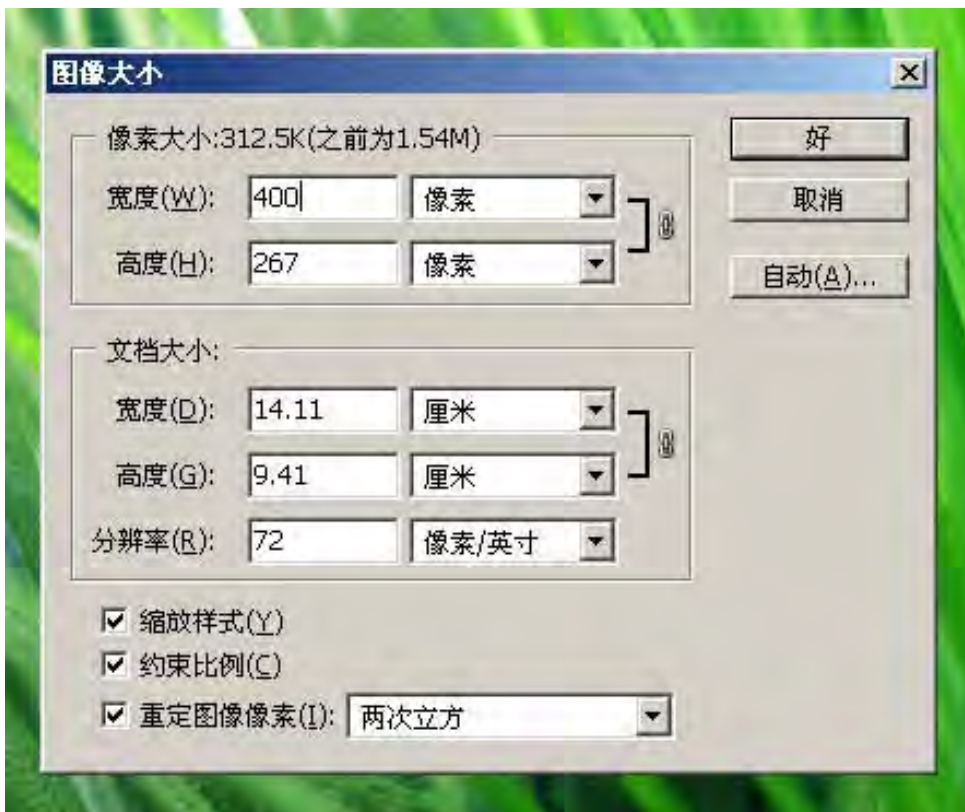 图像大小
像素大小:312.5K(之前为1.54M)
宽度(W): 400 像素
高度(H): 267 像素
好
取消
自动(A)...
文档大小:
宽度(D): 14.11 厘米
高度(G): 9.41 厘米
分辨率(R): 72 像素/英寸
缩放样式(Y)
约束比例(C)
重定图像像素(I): 两次立方